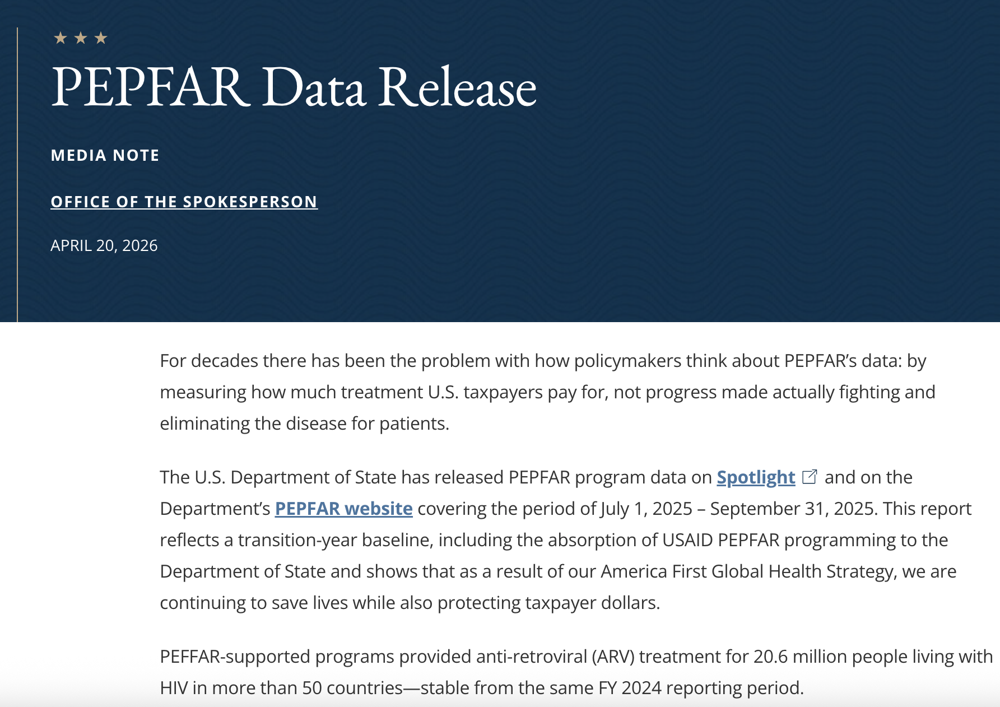 PEPFAR Data Release
MEDIA NOTE
OFFICE OF THE SPOKESPERSON
APRIL 20, 2026
For decades there has been the problem with how policymakers think about PEPFAR’s data: by
measuring how much treatment U.S. taxpayers pay for, not progress made actually fighting and
eliminating the disease for patients.
The U.S. Department of State has released PEPFAR program data on Spotlight and on the
Department’s PEPFAR website covering the period of July 1, 2025 – September 31, 2025. This report
reflects a transition-year baseline, including the absorption of USAID PEPFAR programming to the
Department of State and shows that as a result of our America First Global Health Strategy, we are
continuing to save lives while also protecting taxpayer dollars.
PEFFAR-supported programs provided anti-retroviral (ARV) treatment for 20.6 million people living with
HIV in more than 50 countries—stable from the same FY 2024 reporting period.